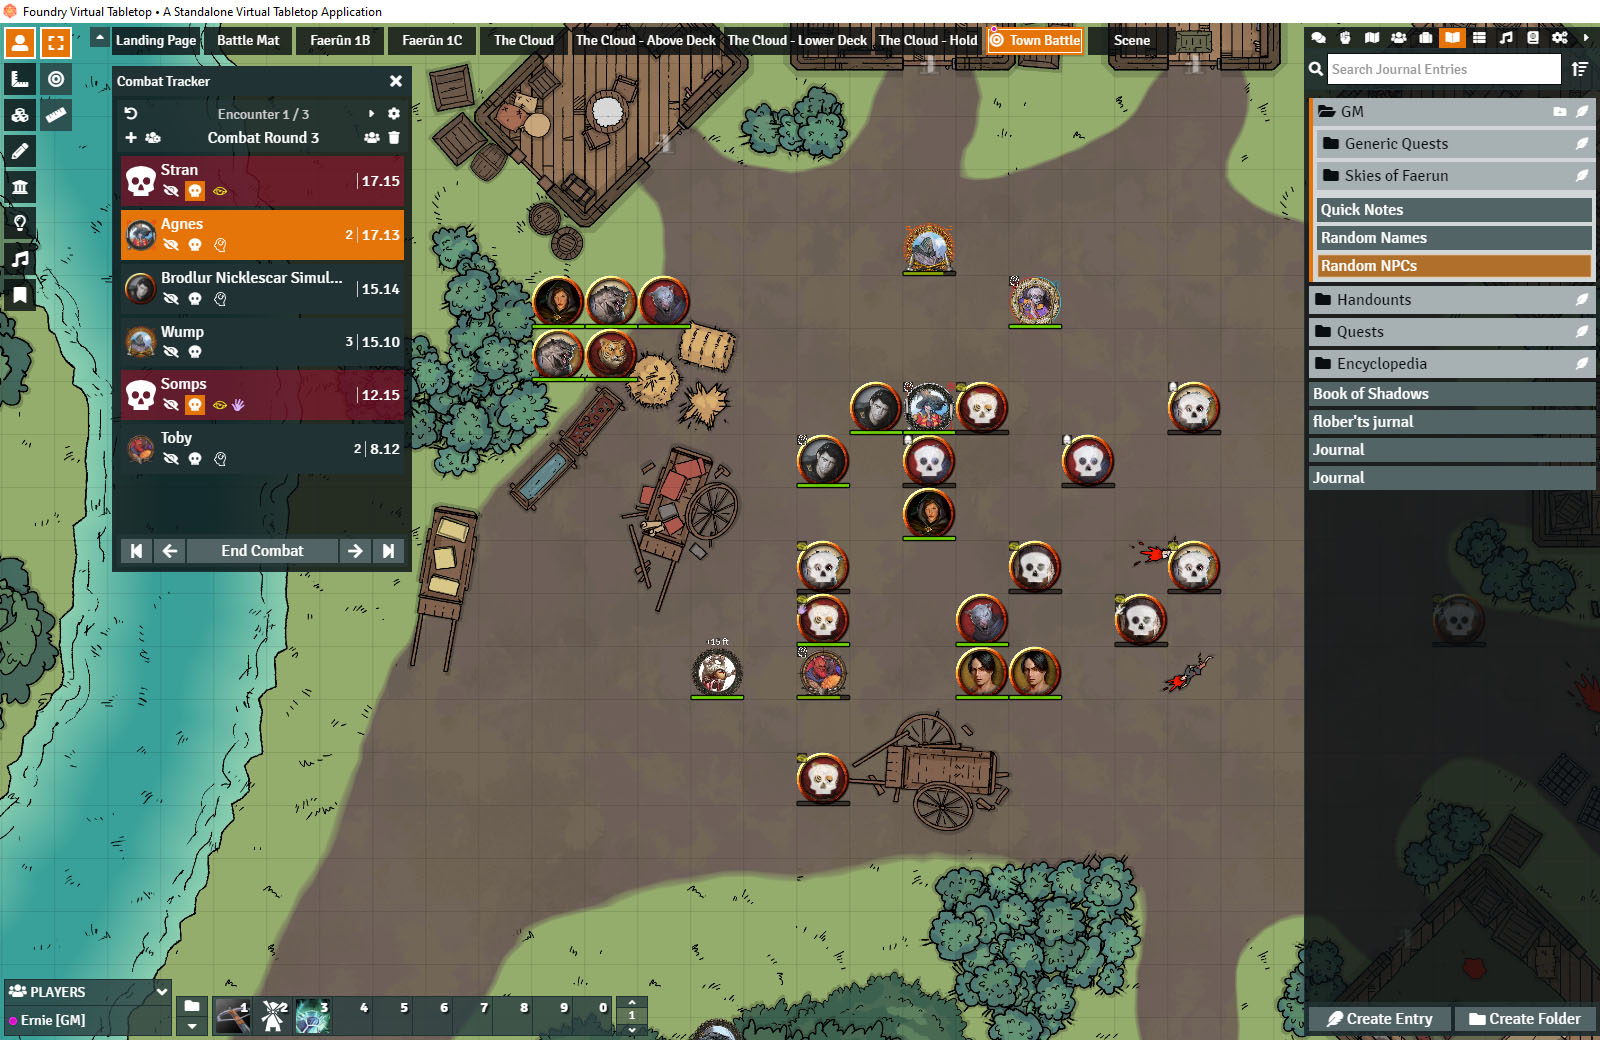 Foundry Virtual Tabletop • A Standalone Virtual Tabletop Application
Landing Page
Battle Mat
Faerûn 1B
Faerûn 1C
The Cloud
The Cloud - Above Deck
The Cloud - Lower Deck
The Cloud - Hold
Town Battle
Scene
Combat Tracker
Encounter 1 / 3
Combat Round 3
Stran
17.15
Agnes
2 17.13
Brodlur Nicklescar Simul...
15.14
Wump
3 15.10
Somps
12.15
Toby
2 8.12
End Combat
+15 ft
Search Journal Entries
GM
Generic Quests
Skies of Faerun
Quick Notes
Random Names
Random NPCs
Handounts
Quests
Encyclopedia
Book of Shadows
flober'ts jurnal
Journal
Journal
PLAYERS
Ernie [GM]
1 2 3 4 5 6 7 8 9 0
1
Create Entry
Create Folder